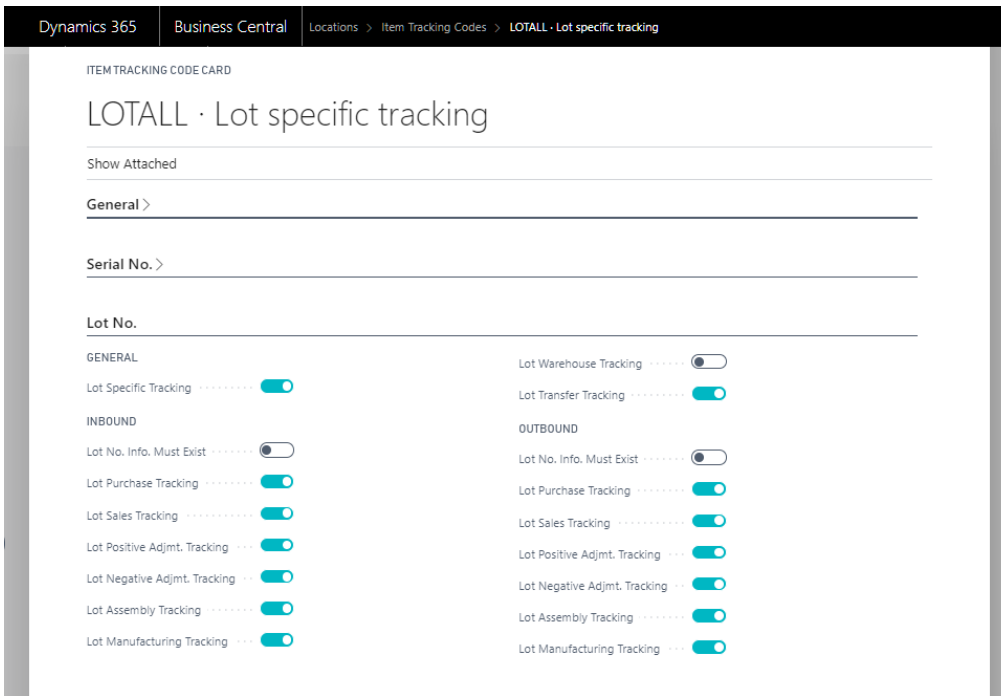 Dynamics 365 Business Central Locations > Item Tracking Codes > LOTALL · Lot specific tracking
ITEM TRACKING CODE CARD
LOTALL · Lot specific tracking
Show Attached
General >
Serial No. >
Lot No.
GENERAL
Lot Specific Tracking
INBOUND
Lot No. Info. Must Exist
Lot Purchase Tracking
Lot Sales Tracking
Lot Positive Adjmt. Tracking
Lot Negative Adjmt. Tracking
Lot Assembly Tracking
Lot Manufacturing Tracking
Lot Warehouse Tracking
Lot Transfer Tracking
OUTBOUND
Lot No. Info. Must Exist
Lot Purchase Tracking
Lot Sales Tracking
Lot Positive Adjmt. Tracking
Lot Negative Adjmt. Tracking
Lot Assembly Tracking
Lot Manufacturing Tracking